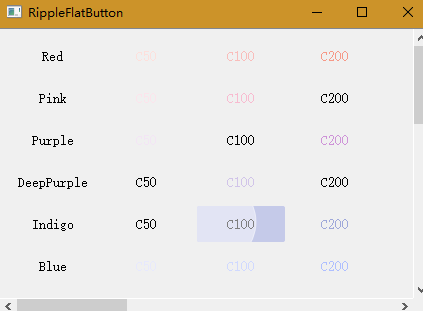 RippleFlatButton
Red C50 C100 C200
Pink C50 C100 C200
Purple C50 C100 C200
DeepPurple C50 C100 C200
Indigo C50 C100 C200
Blue C50 C100 C200